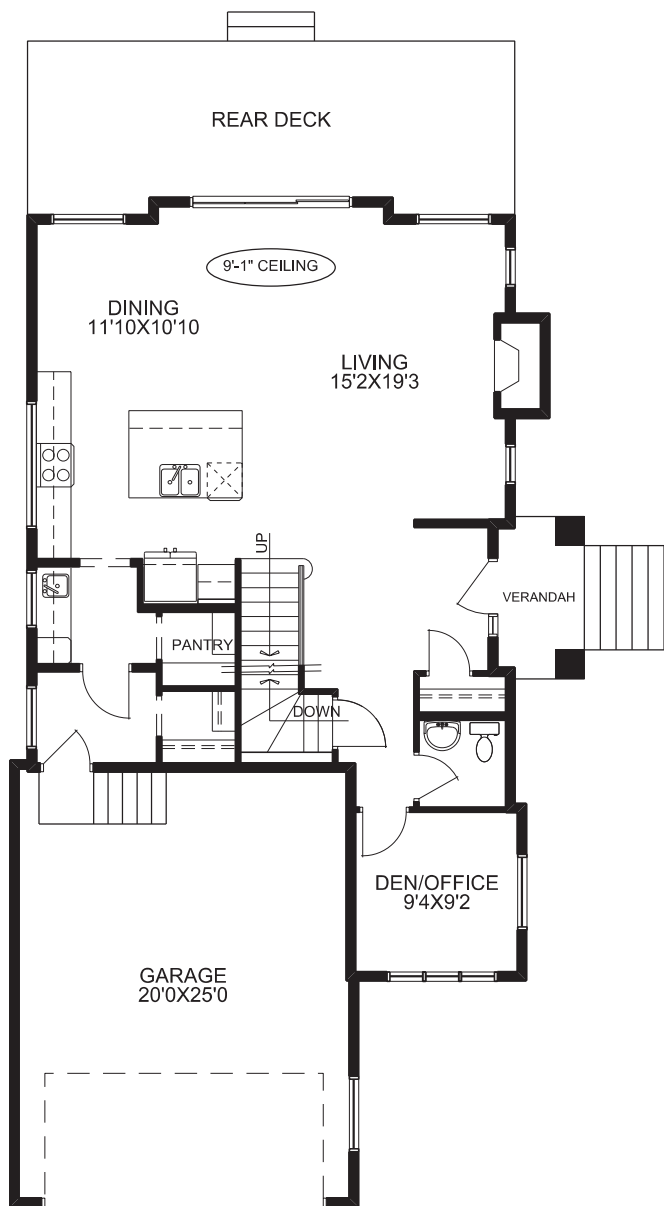 REAR DECK
9'-1" CEILING
DINING
11'10X10'10
LIVING
15'2X19'3
UP
VERANDAH
PANTRY
DOWN
DEN/OFFICE
9'4X9'2
GARAGE
20'0X25'0